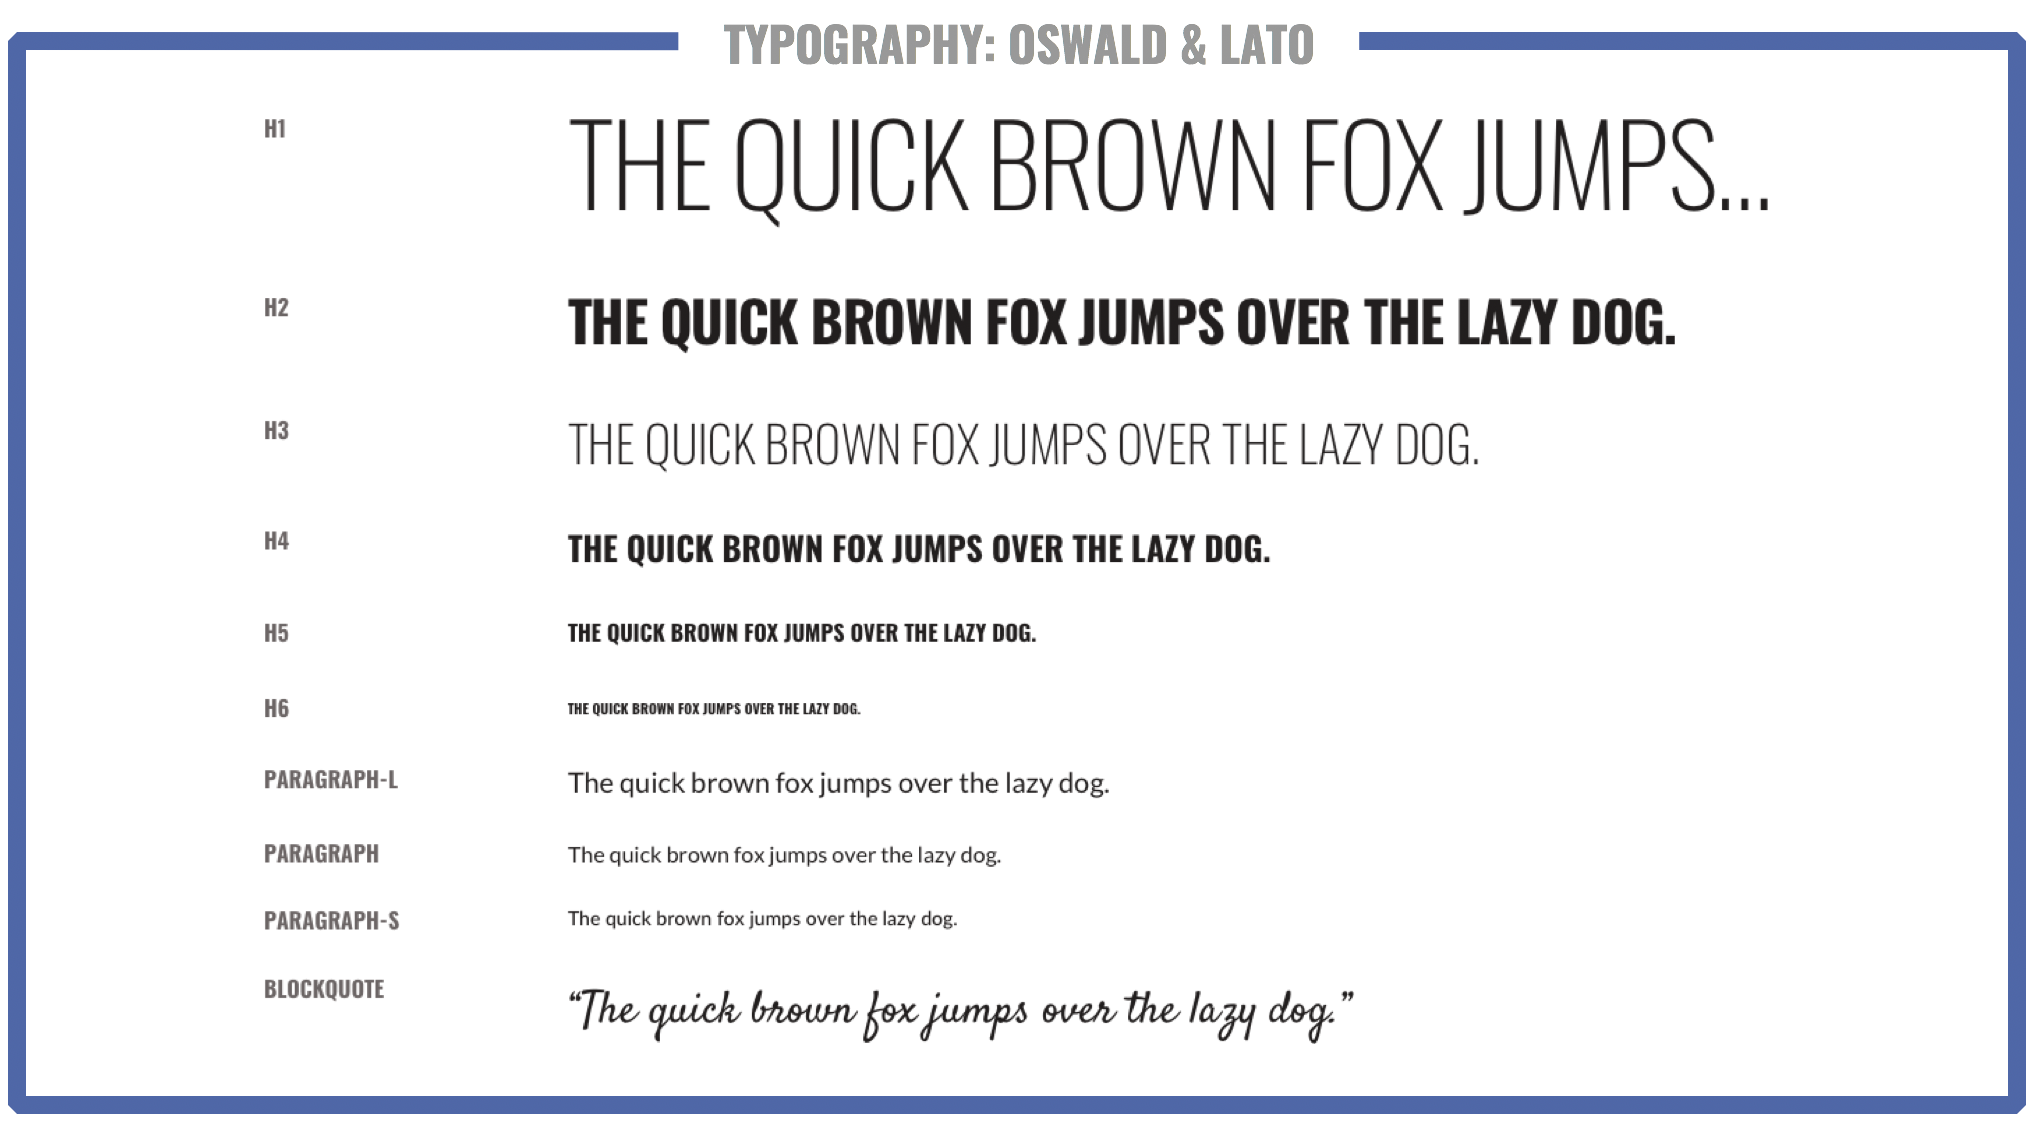 TYPOGRAPHY: OSWALD & LATO
H1 THE QUICK BROWN FOX JUMPS...
H2 THE QUICK BROWN FOX JUMPS OVER THE LAZY DOG.
H3 THE QUICK BROWN FOX JUMPS OVER THE LAZY DOG.
H4 THE QUICK BROWN FOX JUMPS OVER THE LAZY DOG.
H5 THE QUICK BROWN FOX JUMPS OVER THE LAZY DOG.
H6 THE QUICK BROWN FOX JUMPS OVER THE LAZY DOG.
PARAGRAPH-L The quick brown fox jumps over the lazy dog.
PARAGRAPH The quick brown fox jumps over the lazy dog.
PARAGRAPH-S The quick brown fox jumps over the lazy dog.
BLOCKQUOTE “The quick brown fox jumps over the lazy dog.”